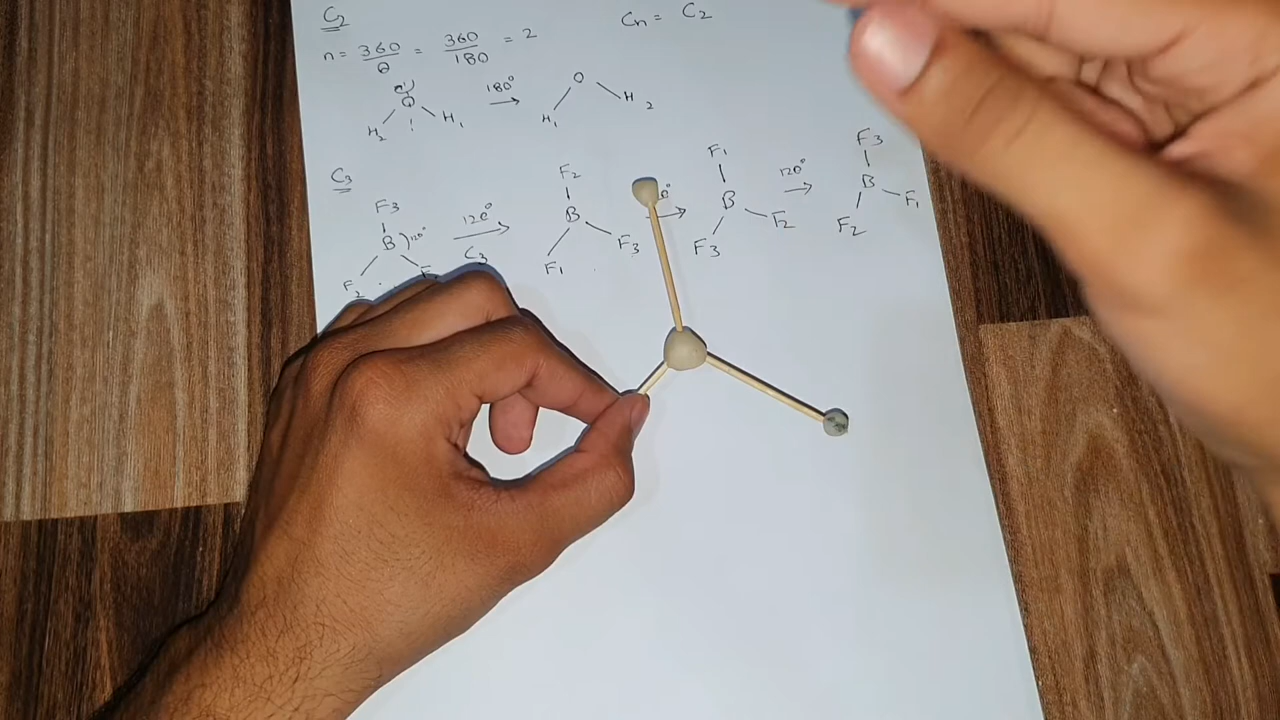 C2
Cn = C2
n = 360/θ = 360/180 = 2
O 180° → O
H2 H1 H1 H2
C3
F3 F2 F1 F3
B 120° 120° → B → B 120° → B
C3
F2 F1 F3 F3 F2 F2 F1